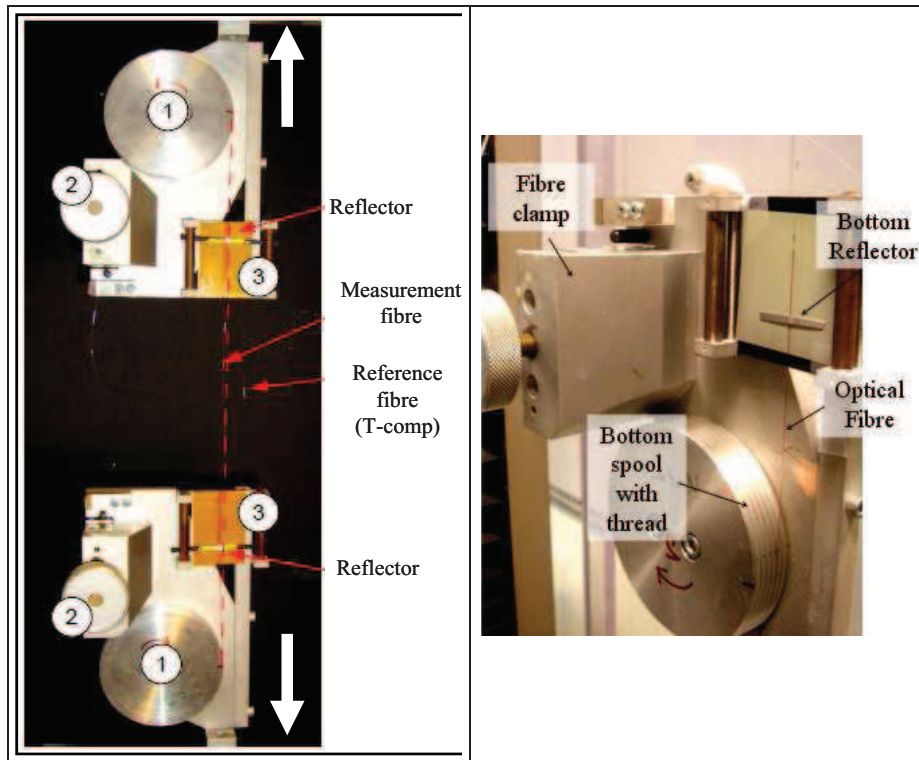 1
2
Reflector
3
Measurement
fibre
Reference
fibre
(T-comp)
3
2
Reflector
1
Fibre
clamp
Bottom
Reflector
Optical
Fibre
Bottom
spool
with
thread